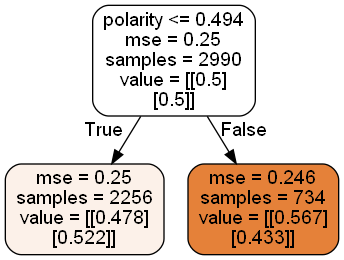 polarity <= 0.494
mse = 0.25
samples = 2990
value = [[0.5]
[0.5]]
True
False
mse = 0.25
samples = 2256
value = [[0.478]
[0.522]]
mse = 0.246
samples = 734
value = [[0.567]
[0.433]]